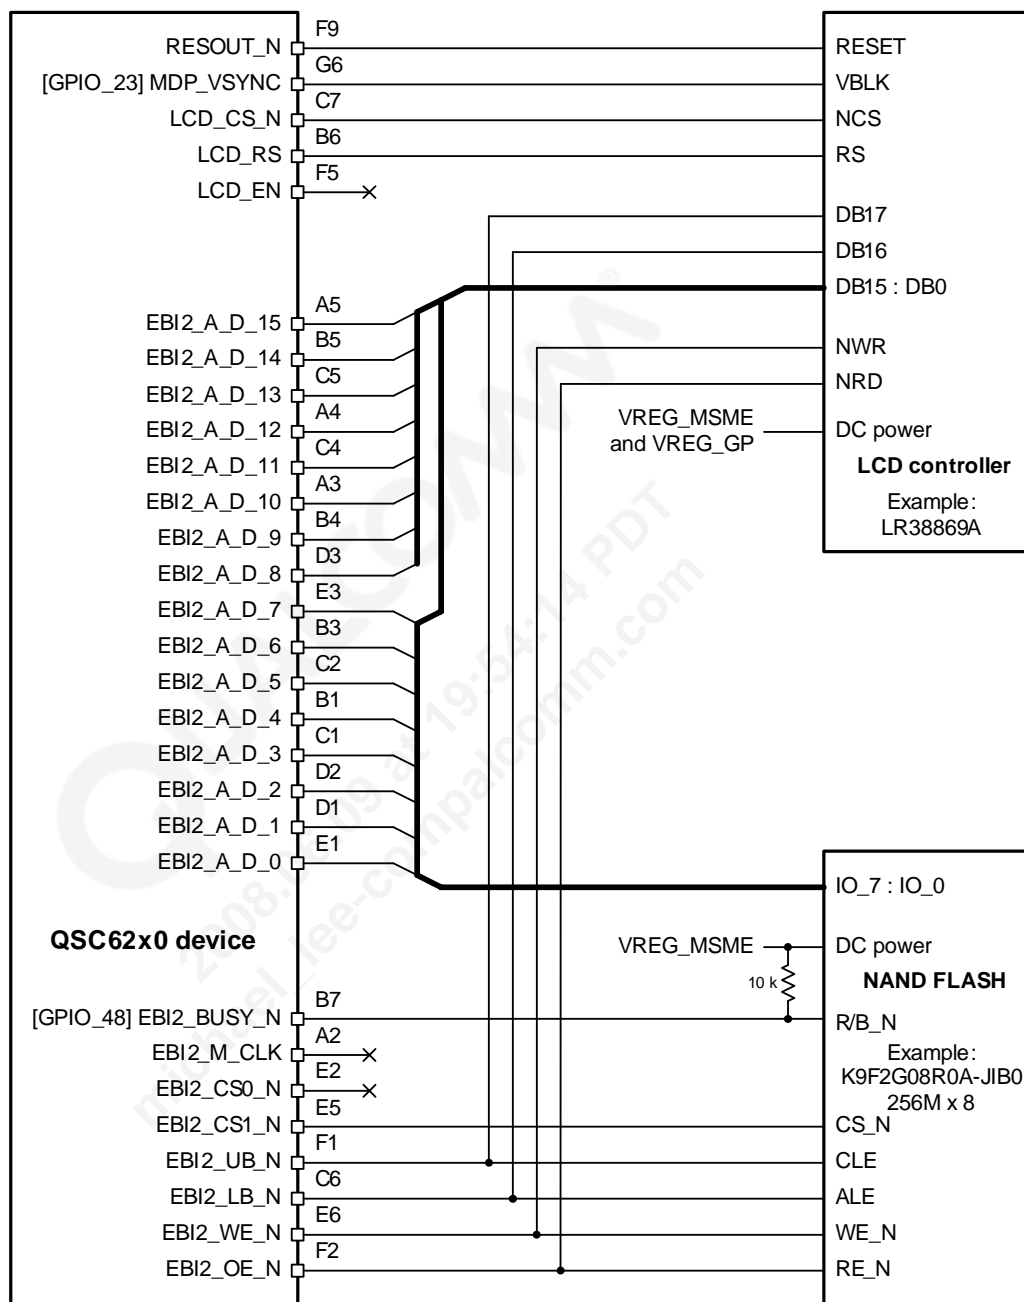 RESOUT_N F9 RESET
[GPIO_23] MDP_VSYNC G6 VBLK
LCD_CS_N C7 NCS
LCD_RS B6 RS
LCD_EN F5
DB17
DB16
DB15 : DB0
EBI2_A_D_15 A5
EBI2_A_D_14 B5 NWR
EBI2_A_D_13 C5 NRD
EBI2_A_D_12 A4
VREG_MSME
and VREG_GP
DC power
EBI2_A_D_11 C4
LCD controller
EBI2_A_D_10 A3
Example:
LR38869A
EBI2_A_D_9 B4
EBI2_A_D_8 D3
EBI2_A_D_7 E3
EBI2_A_D_6 B3
EBI2_A_D_5 C2
EBI2_A_D_4 B1
EBI2_A_D_3 C1
EBI2_A_D_2 D2
EBI2_A_D_1 D1
EBI2_A_D_0 E1
IO_7 : IO_0
QSC62x0 device
VREG_MSME DC power
10 k
NAND FLASH
[GPIO_48] EBI2_BUSY_N B7 R/B_N
EBI2_M_CLK A2
Example:
K9F2G08R0A-JIB0
256M x 8
EBI2_CS0_N E2
EBI2_CS1_N E5 CS_N
EBI2_UB_N F1 CLE
EBI2_LB_N C6 ALE
EBI2_WE_N E6 WE_N
EBI2_OE_N F2 RE_N
QUALCOMM®